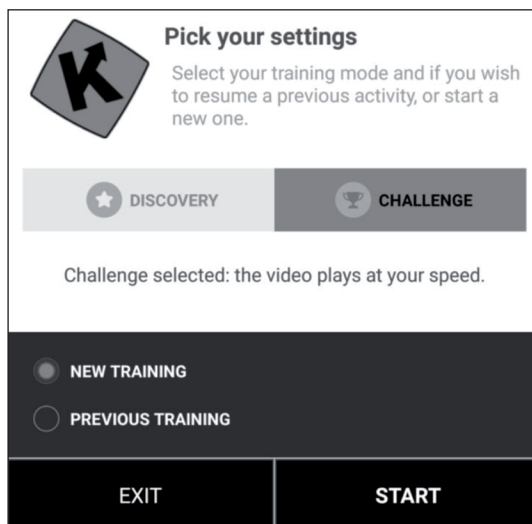 Pick your settings
Select your training mode and if you wish
to resume a previous activity, or start a
new one.
DISCOVERY
CHALLENGE
Challenge selected: the video plays at your speed.
NEW TRAINING
PREVIOUS TRAINING
EXIT
START